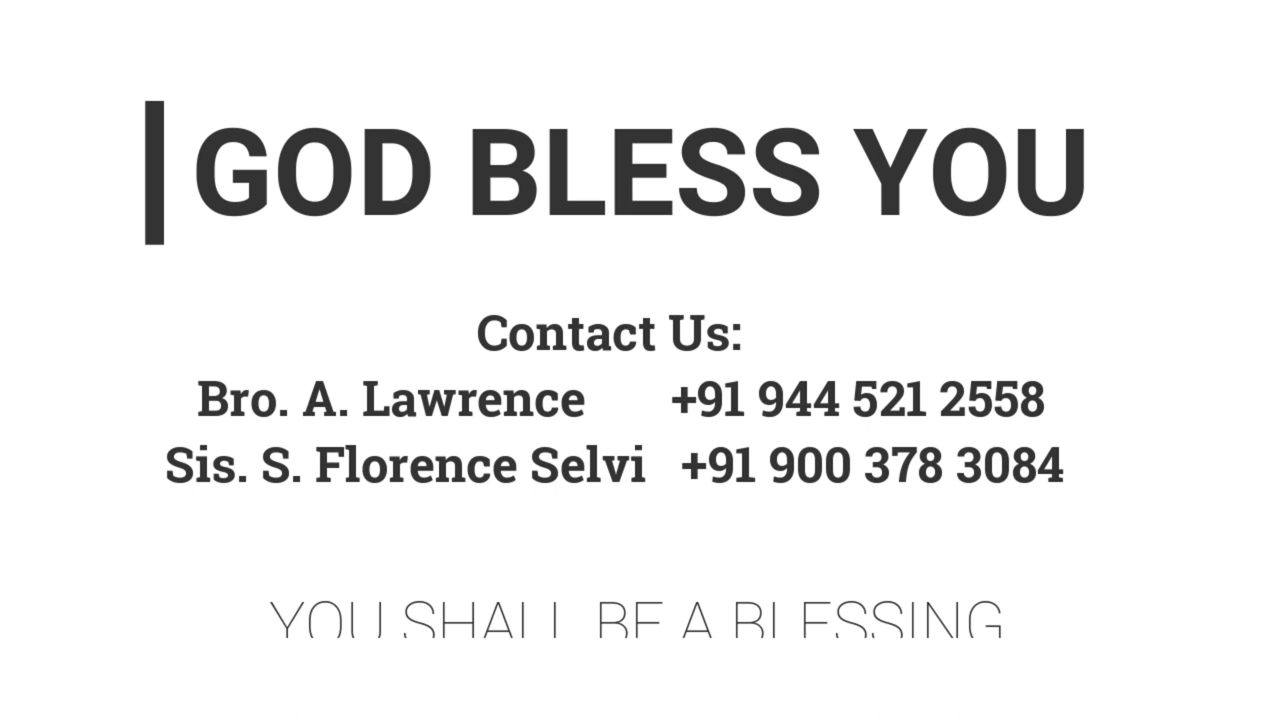 GOD BLESS YOU
Contact Us:
Bro. A. Lawrence +91 944 521 2558
Sis. S. Florence Selvi +91 900 378 3084
YOU SHALL BE A BLESSING